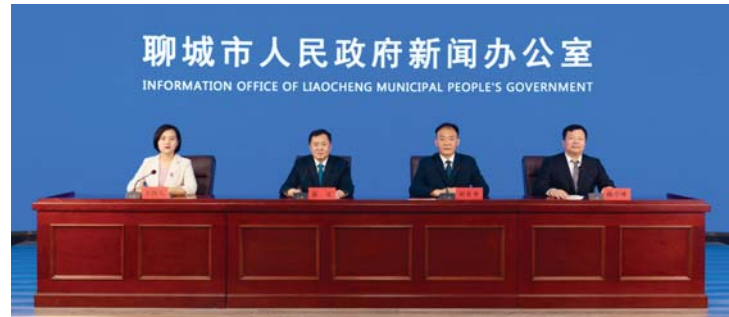 聊城市人民政府新闻办公室
INFORMATION OFFICE OF LIAOCHENG MUNICIPAL PEOPLE'S GOVERNMENT